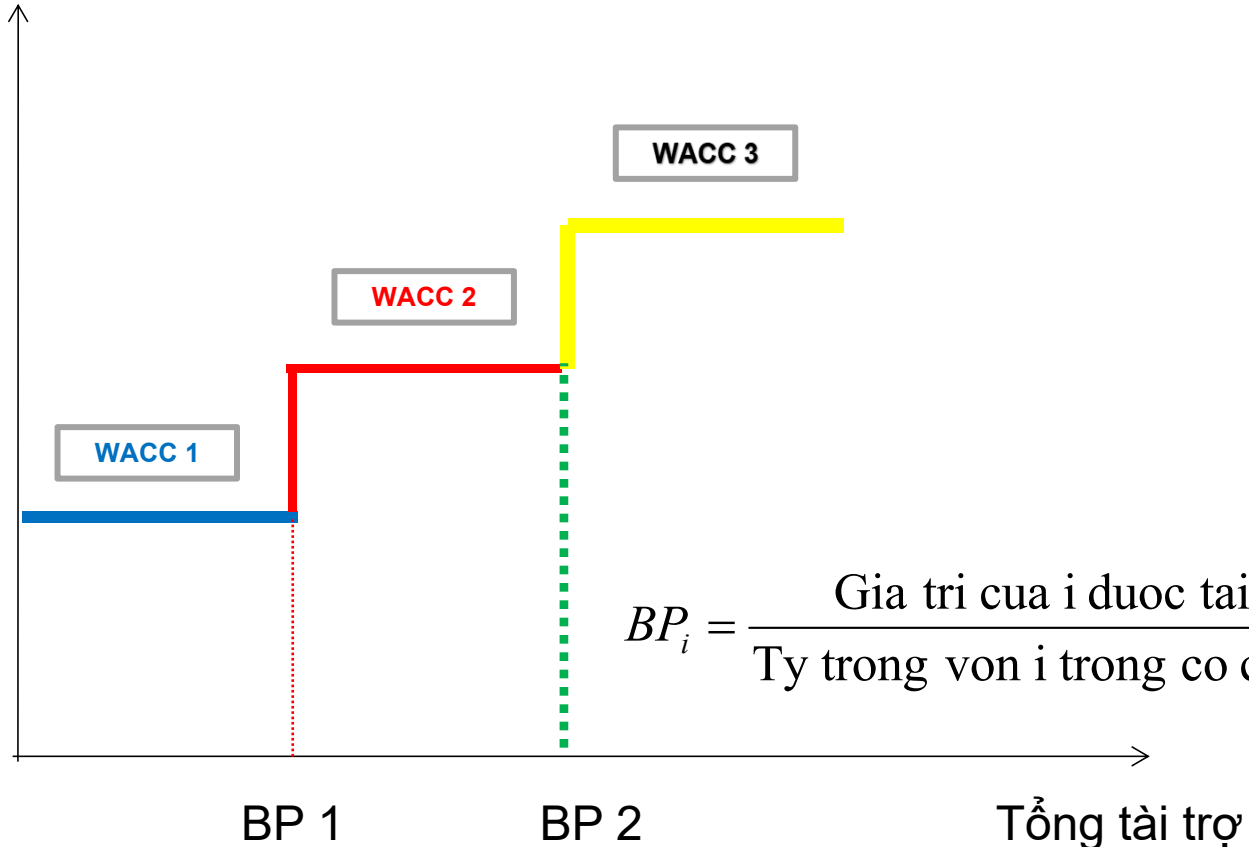 WACC 3
WACC 2
WACC 1
BP_i = Gia tri cua i duoc tai
Ty trong von i trong co
BP 1 BP 2 Tổng tài trợ